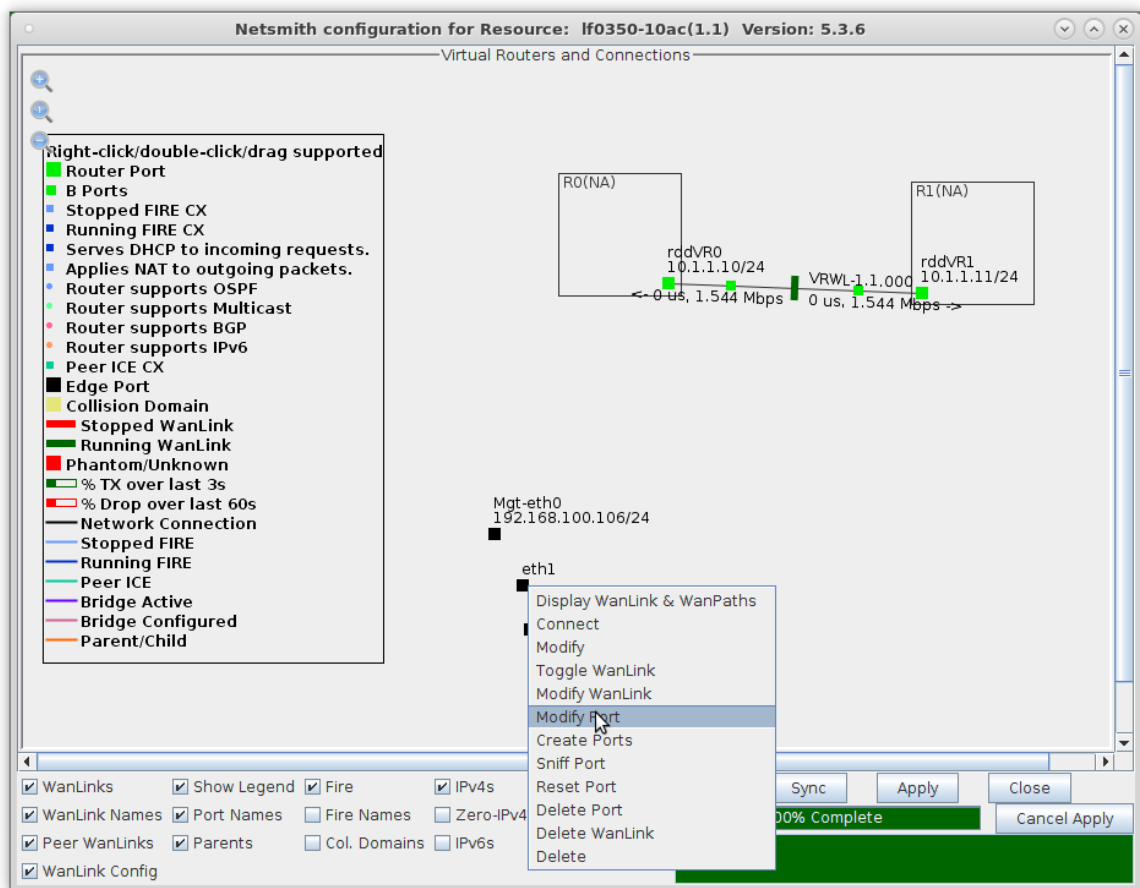 Netsmith configuration for Resource:  lf0350-10ac(1.1)  Version: 5.3.6
Virtual Routers and Connections
Right-click/double-click/drag supported
Router Port
B Ports
Stopped FIRE CX
Running FIRE CX
Serves DHCP to incoming requests.
Applies NAT to outgoing packets.
Router supports OSPF
Router supports Multicast
Router supports BGP
Router supports IPv6
Peer ICE CX
Edge Port
Collision Domain
Stopped WanLink
Running WanLink
Phantom/Unknown
% TX over last 3s
% Drop over last 60s
Network Connection
Stopped FIRE
Running FIRE
Peer ICE
Bridge Active
Bridge Configured
Parent/Child
R0(NA)
R1(NA)
rddVR0
10.1.1.10/24
VRWL-1.1.000
rddVR1
10.1.1.11/24
<- 0 us, 1.544 Mbps
0 us, 1.544 Mbps ->
Mgt-eth0
192.168.100.106/24
eth1
Display WanLink & WanPaths
Connect
Modify
Toggle WanLink
Modify WanLink
Modify Port
Create Ports
Sniff Port
Reset Port
Delete Port
Delete WanLink
Delete
WanLinks
Show Legend
Fire
IPv4s
Sync
Apply
Close
WanLink Names
Port Names
Fire Names
Zero-IPv4
00% Complete
Cancel Apply
Peer WanLinks
Parents
Col. Domains
IPv6s
WanLink Config